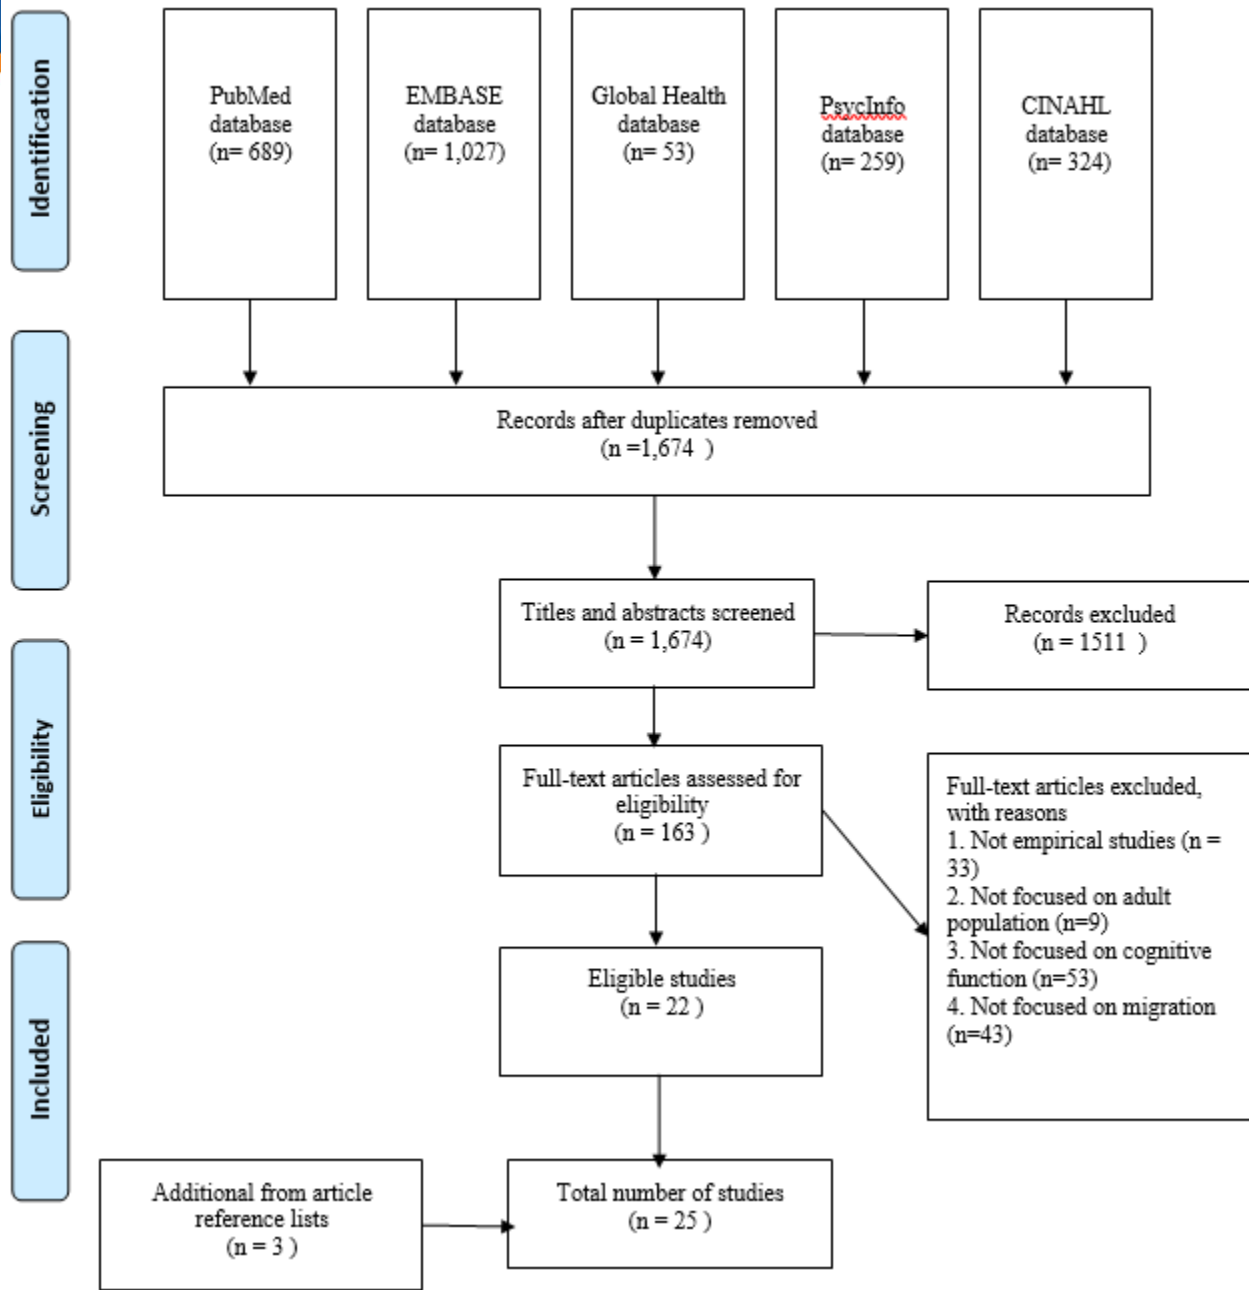 Identification
PubMed
database
(n= 689)
EMBASE
database
(n= 1,027)
Global Health
database
(n= 53)
PsycInfo
database
(n= 259)
CINAHL
database
(n= 324)
Screening
Records after duplicates removed
(n =1,674  )
Titles and abstracts screened
(n = 1,674)
Records excluded
(n = 1511  )
Eligibility
Full-text articles assessed for
eligibility
(n = 163 )
Full-text articles excluded,
with reasons
1. Not empirical studies (n =
33)
2. Not focused on adult
population (n=9)
3. Not focused on cognitive
function (n=53)
4. Not focused on migration
(n=43)
Included
Eligible studies
(n = 22 )
Additional from article
reference lists
(n = 3 )
Total number of studies
(n = 25 )